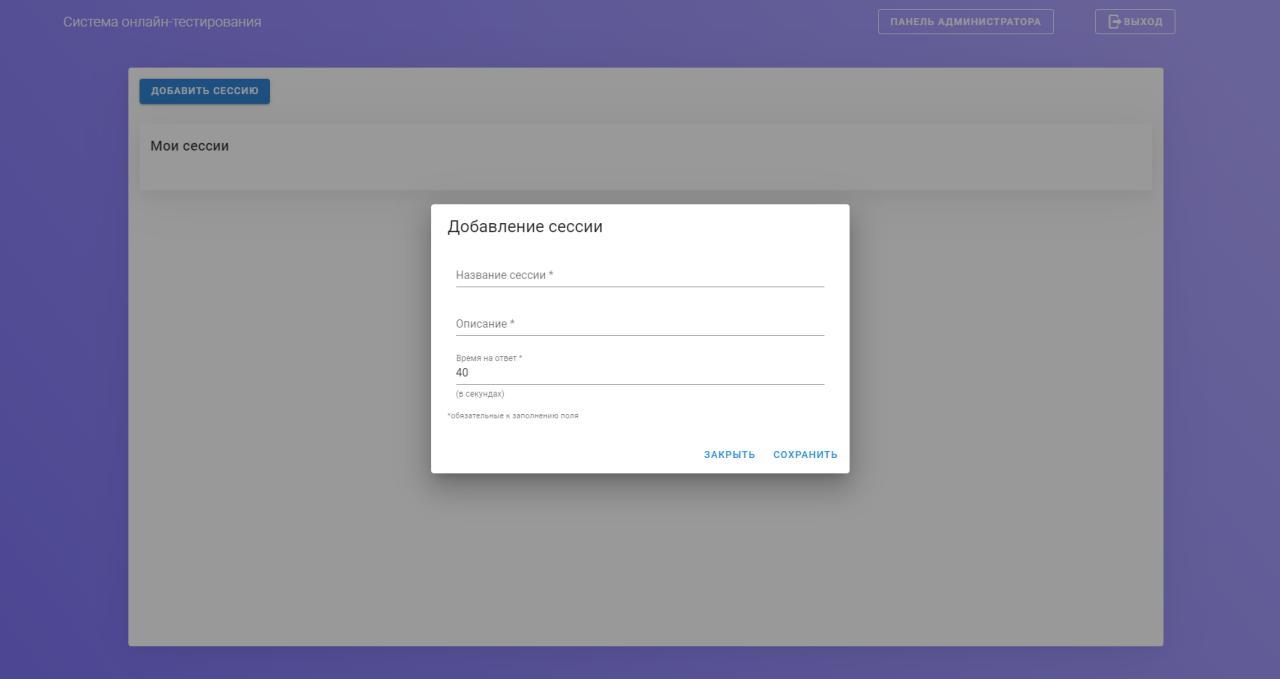 Система онлайн-тестирования
ПАНЕЛЬ АДМИНИСТРАТОРА
ВЫХОД
ДОБАВИТЬ СЕССИЮ
Мои сессии
Добавление сессии
Название сессии *
Описание *
Время на ответ *
40
(в секундах)
*обязательные к заполнению поля
ЗАКРЫТЬ
СОХРАНИТЬ